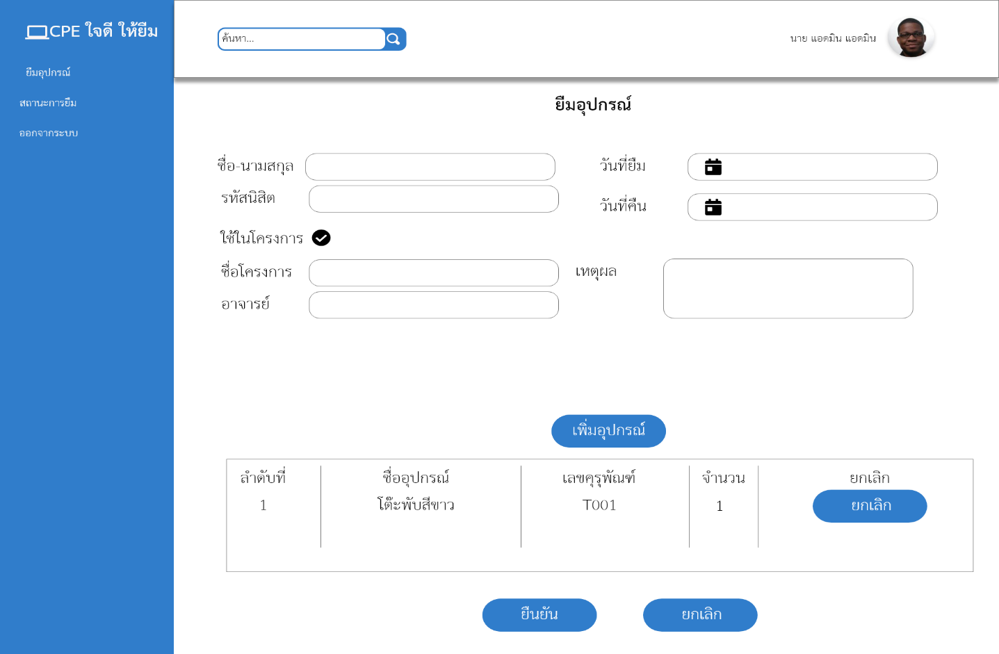 CPE ใจดี ให้ยืม
ยืมอุปกรณ์
สถานะการยืม
ออกจากระบบ
ค้นหา...
นาย แอดมิน แอดมิน
ยืมอุปกรณ์
ชื่อ-นามสกุล
วันที่ยืม
รหัสนิสิต
วันที่คืน
ใช้ในโครงการ
ชื่อโครงการ
เหตุผล
อาจารย์
เพิ่มอุปกรณ์
ลำดับที่ ชื่ออุปกรณ์ เลขคุรุพัณฑ์ จำนวน ยกเลิก
1 โต๊ะพับสีขาว T001 1 ยกเลิก
ยืนยัน ยกเลิก